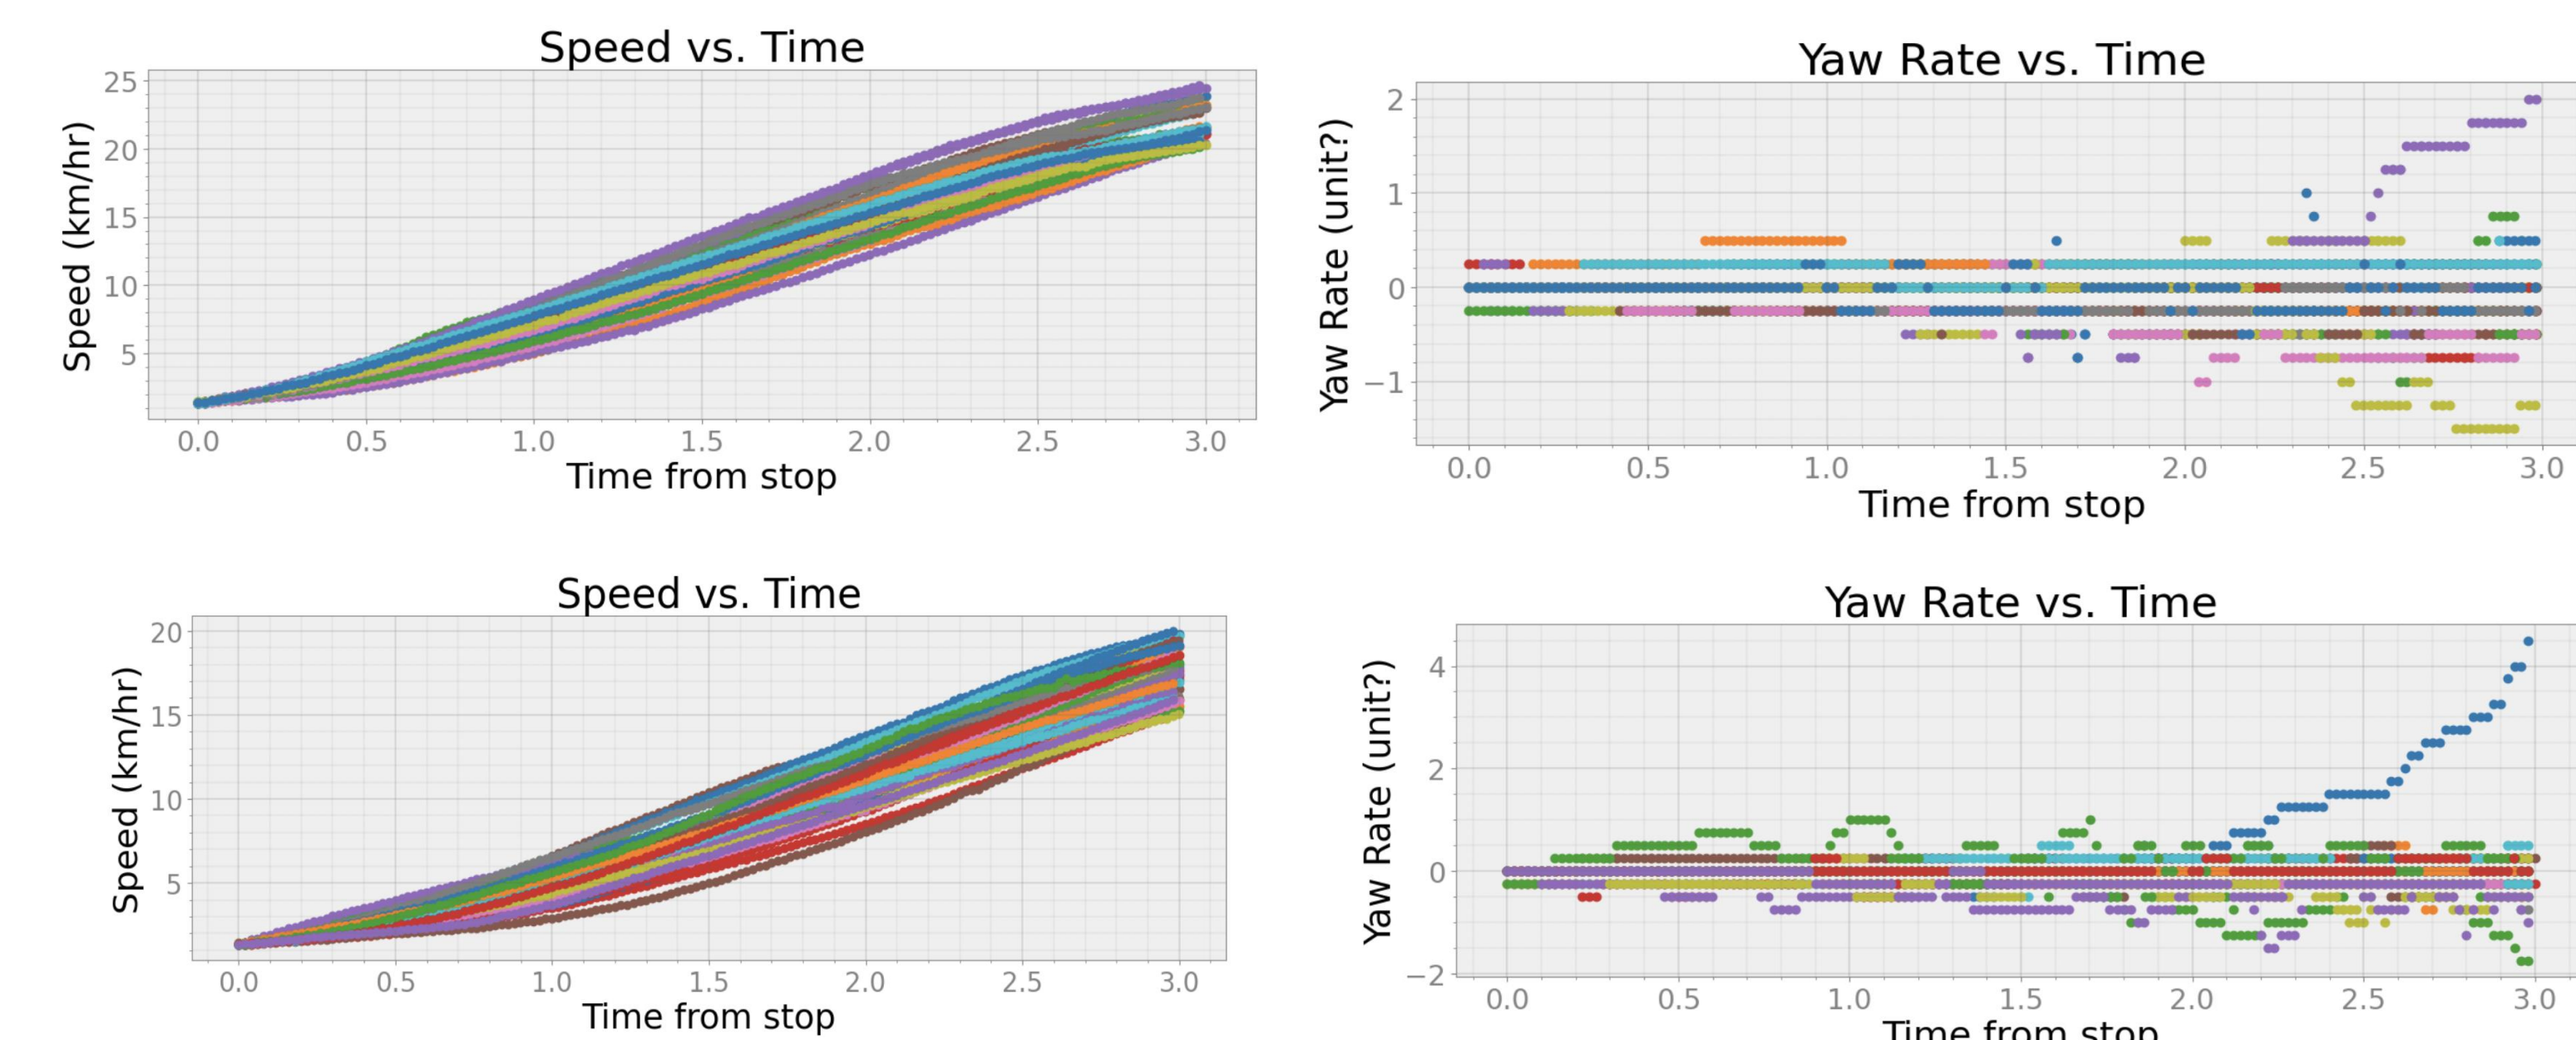 Speed vs. Time
25
20
15
10
5
Speed (km/hr)
0.0 0.5 1.0 1.5 2.0 2.5 3.0
Time from stop
Yaw Rate vs. Time
2
1
0
−1
Yaw Rate (unit?)
0.0 0.5 1.0 1.5 2.0 2.5 3.0
Time from stop
Speed vs. Time
20
15
10
5
Speed (km/hr)
0.0 0.5 1.0 1.5 2.0 2.5 3.0
Time from stop
Yaw Rate vs. Time
4
2
0
−2
Yaw Rate (unit?)
0.0 0.5 1.0 1.5 2.0 2.5 3.0
Time from stop